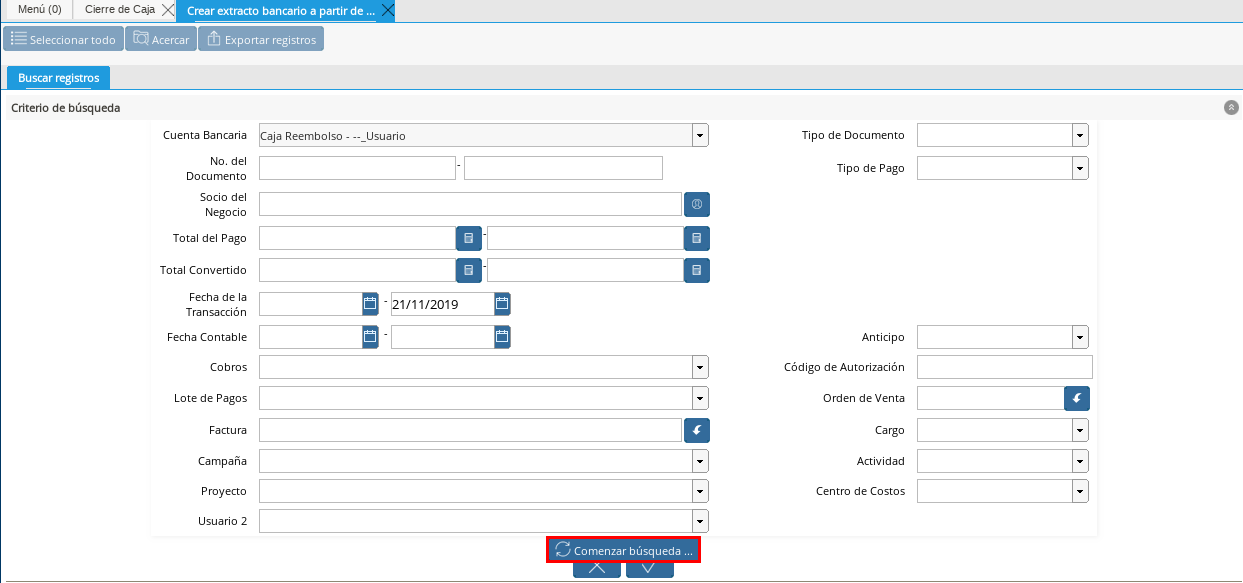 Menú (0) Cierre de Caja Crear extracto bancario a partir de ...
Seleccionar todo Acercar Exportar registros
Buscar registros
Criterio de búsqueda
Cuenta Bancaria Caja Reembolso - --_Usuario Tipo de Documento
No. del
Documento - Tipo de Pago
Socio del
Negocio
Total del Pago -
Total Convertido -
Fecha de la
Transacción - 21/11/2019
Fecha Contable - Anticipo
Cobros Código de Autorización
Lote de Pagos Orden de Venta
Factura Cargo
Campaña Actividad
Proyecto Centro de Costos
Usuario 2
Comenzar búsqueda ...